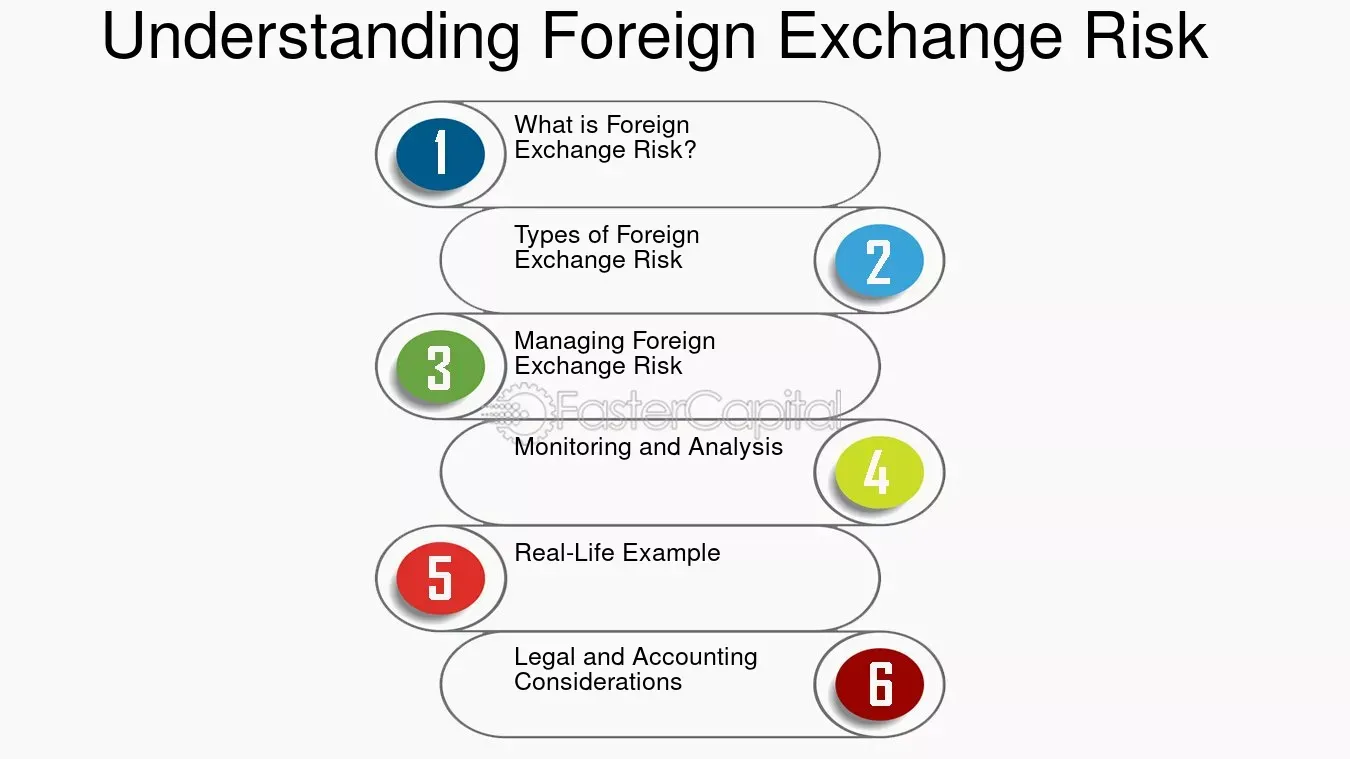 Understanding Foreign Exchange Risk
1
What is Foreign
Exchange Risk?
Types of Foreign
Exchange Risk
2
3
Managing Foreign
Exchange Risk
FasterCapital
Monitoring and Analysis
4
5
Real-Life Example
Legal and Accounting
Considerations
6